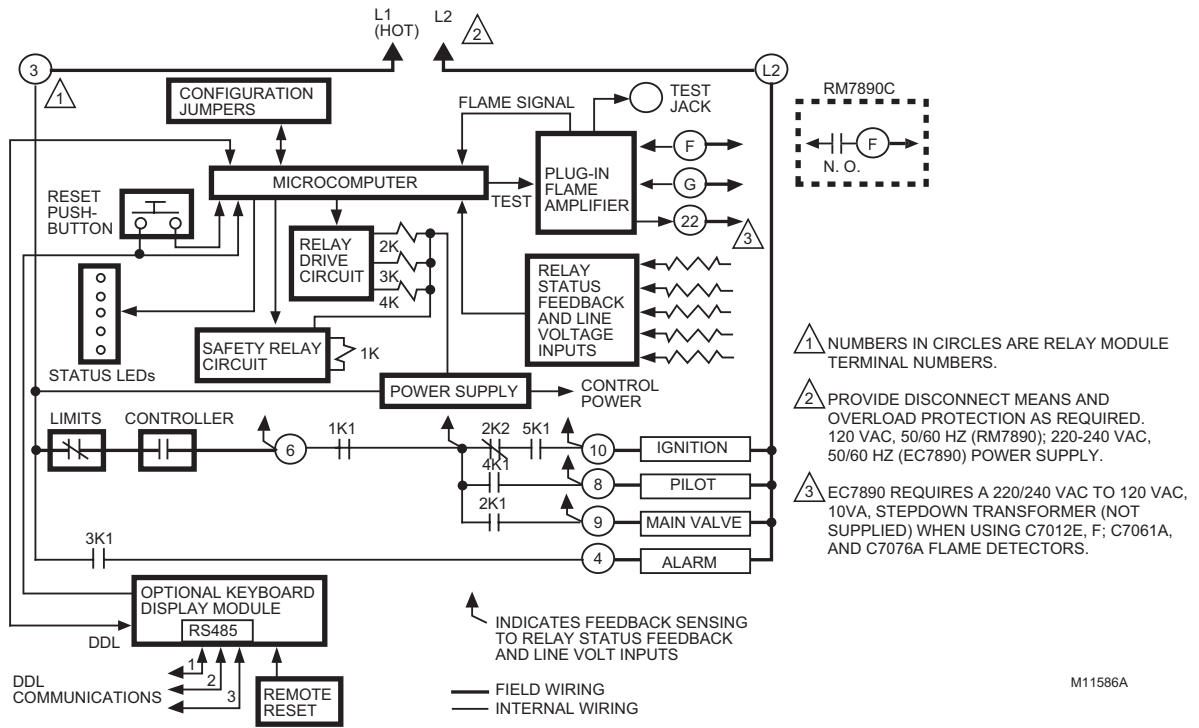 L1
(HOT)
L2
2
3
1
L2
RM7890C
F
N. O.
CONFIGURATION
JUMPERS
FLAME SIGNAL
TEST
JACK
MICROCOMPUTER
TEST
PLUG-IN
FLAME
AMPLIFIER
F
G
22
3
RESET
PUSH-
BUTTON
RELAY
DRIVE
CIRCUIT
2K
3K
4K
RELAY
STATUS
FEEDBACK
AND LINE
VOLTAGE
INPUTS
STATUS LEDs
SAFETY RELAY
CIRCUIT
1K
POWER SUPPLY
CONTROL
POWER
LIMITS
CONTROLLER
6
1K1
2K2
5K1
10
IGNITION
4K1
8
PILOT
2K1
9
MAIN VALVE
3K1
4
ALARM
OPTIONAL KEYBOARD
DISPLAY MODULE
RS485
DDL
1
2
3
DDL
COMMUNICATIONS
REMOTE
RESET
INDICATES FEEDBACK SENSING
TO RELAY STATUS FEEDBACK
AND LINE VOLT INPUTS
FIELD WIRING
INTERNAL WIRING
1 NUMBERS IN CIRCLES ARE RELAY MODULE
TERMINAL NUMBERS.
2 PROVIDE DISCONNECT MEANS AND
OVERLOAD PROTECTION AS REQUIRED.
120 VAC, 50/60 HZ (RM7890); 220-240 VAC,
50/60 HZ (EC7890) POWER SUPPLY.
3 EC7890 REQUIRES A 220/240 VAC TO 120 VAC,
10VA, STEPDOWN TRANSFORMER (NOT
SUPPLIED) WHEN USING C7012E, F; C7061A,
AND C7076A FLAME DETECTORS.
M11586A